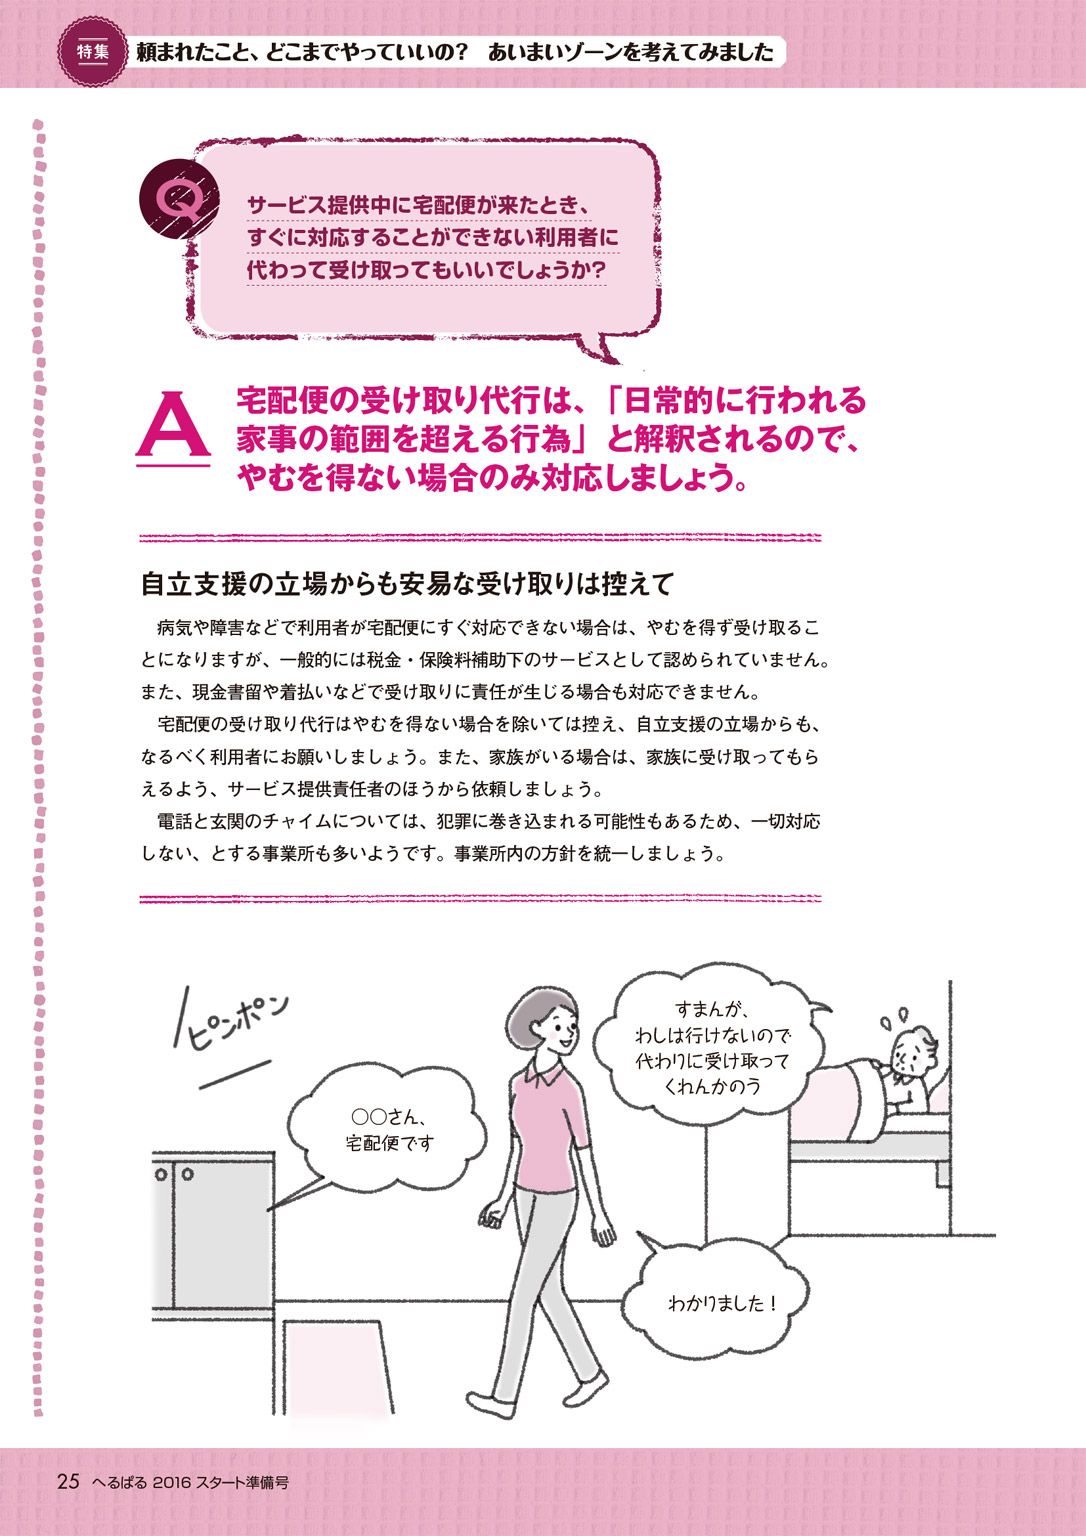 特集
頼まれたこと、どこまでやっていいの? あいまいゾーンを考えてみました
Q
サービス提供中に宅配便が来たとき、
すぐに対応することができない利用者に
代わって受け取ってもいいでしょうか?
A
宅配便の受け取り代行は、「日常的に行われる
家事の範囲を超える行為」と解釈されるので、
やむを得ない場合のみ対応しましょう。
自立支援の立場からも安易な受け取りは控えて
病気や障害などで利用者が宅配便にすぐ対応できない場合は、やむを得ず受け取るこ
とになりますが、一般的には税金・保険料補助下のサービスとして認められていません。
また、現金書留や着払いなどで受け取りに責任が生じる場合も対応できません。
宅配便の受け取り代行はやむを得ない場合を除いては控え、自立支援の立場からも、
なるべく利用者にお願いしましょう。また、家族がいる場合は、家族に受け取ってもら
えるよう、サービス提供責任者のほうから依頼しましょう。
電話と玄関のチャイムについては、犯罪に巻き込まれる可能性もあるため、一切対応
しない、とする事業所も多いようです。事業所内の方針を統一しましょう。
ピンポン
○○さん、
宅配便です
すまんが、
わしは行けないので
代わりに受け取って
くれんかのう
わかりました！
25 へるぱる 2016 スタート準備号